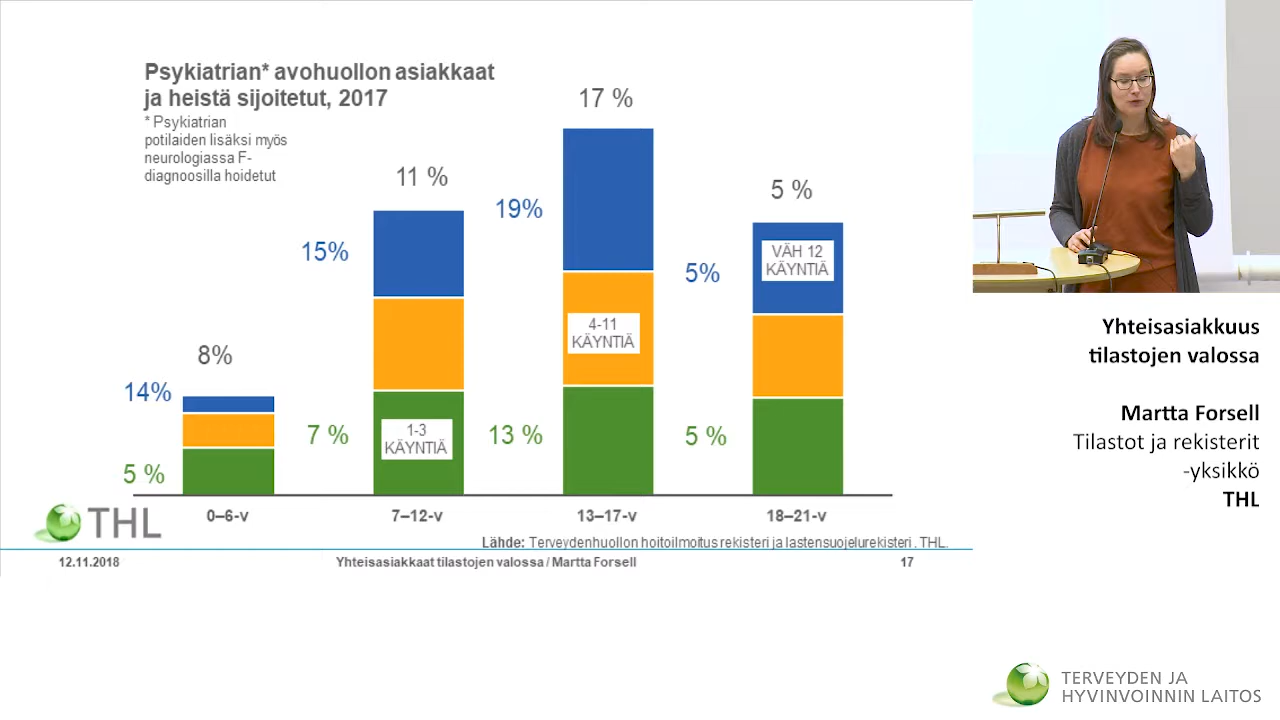 Psykiatrian* avohuollon asiakkaat
ja heistä sijoitetut, 2017
* Psykiatrian
potilaiden lisäksi myös
neurologiassa F-
diagnosilla hoidetut
8%
14%
5 %
11 %
15%
7 %
1-3
KÄYNTIÄ
17 %
19%
13 %
4-11
KÄYNTIÄ
5 %
5%
5 %
VÄH 12
KÄYNTIÄ
0–6-v
7–12-v
13–17-v
18–21-v
THL
Lähde: Terveydenhuollon hoitoilmoitus rekisteri ja lastensuojelurekisteri . THL.
12.11.2018
Yhteisasiakkaat tilastojen valossa / Martta Forsell
17
Yhteisasiakkuus
tilastojen valossa
Martta Forsell
Tilastot ja rekisterit
-yksikkö
THL
TERVEYDEN JA
HYVINVOINNIN LAITOS